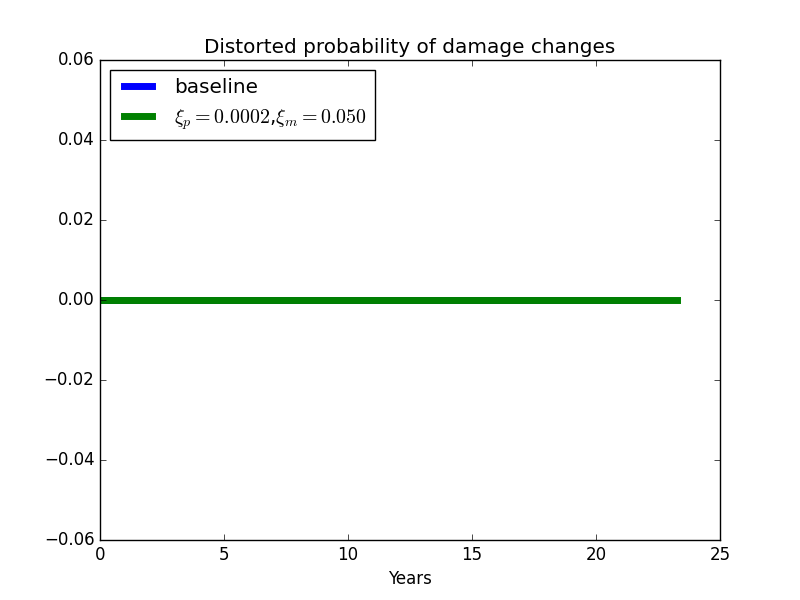 Distorted probability of damage changes
baseline
ξ_p = 0.0002, ξ_m = 0.050
0.06
0.04
0.02
0.00
−0.02
−0.04
−0.06
0 5 10 15 20 25
Years